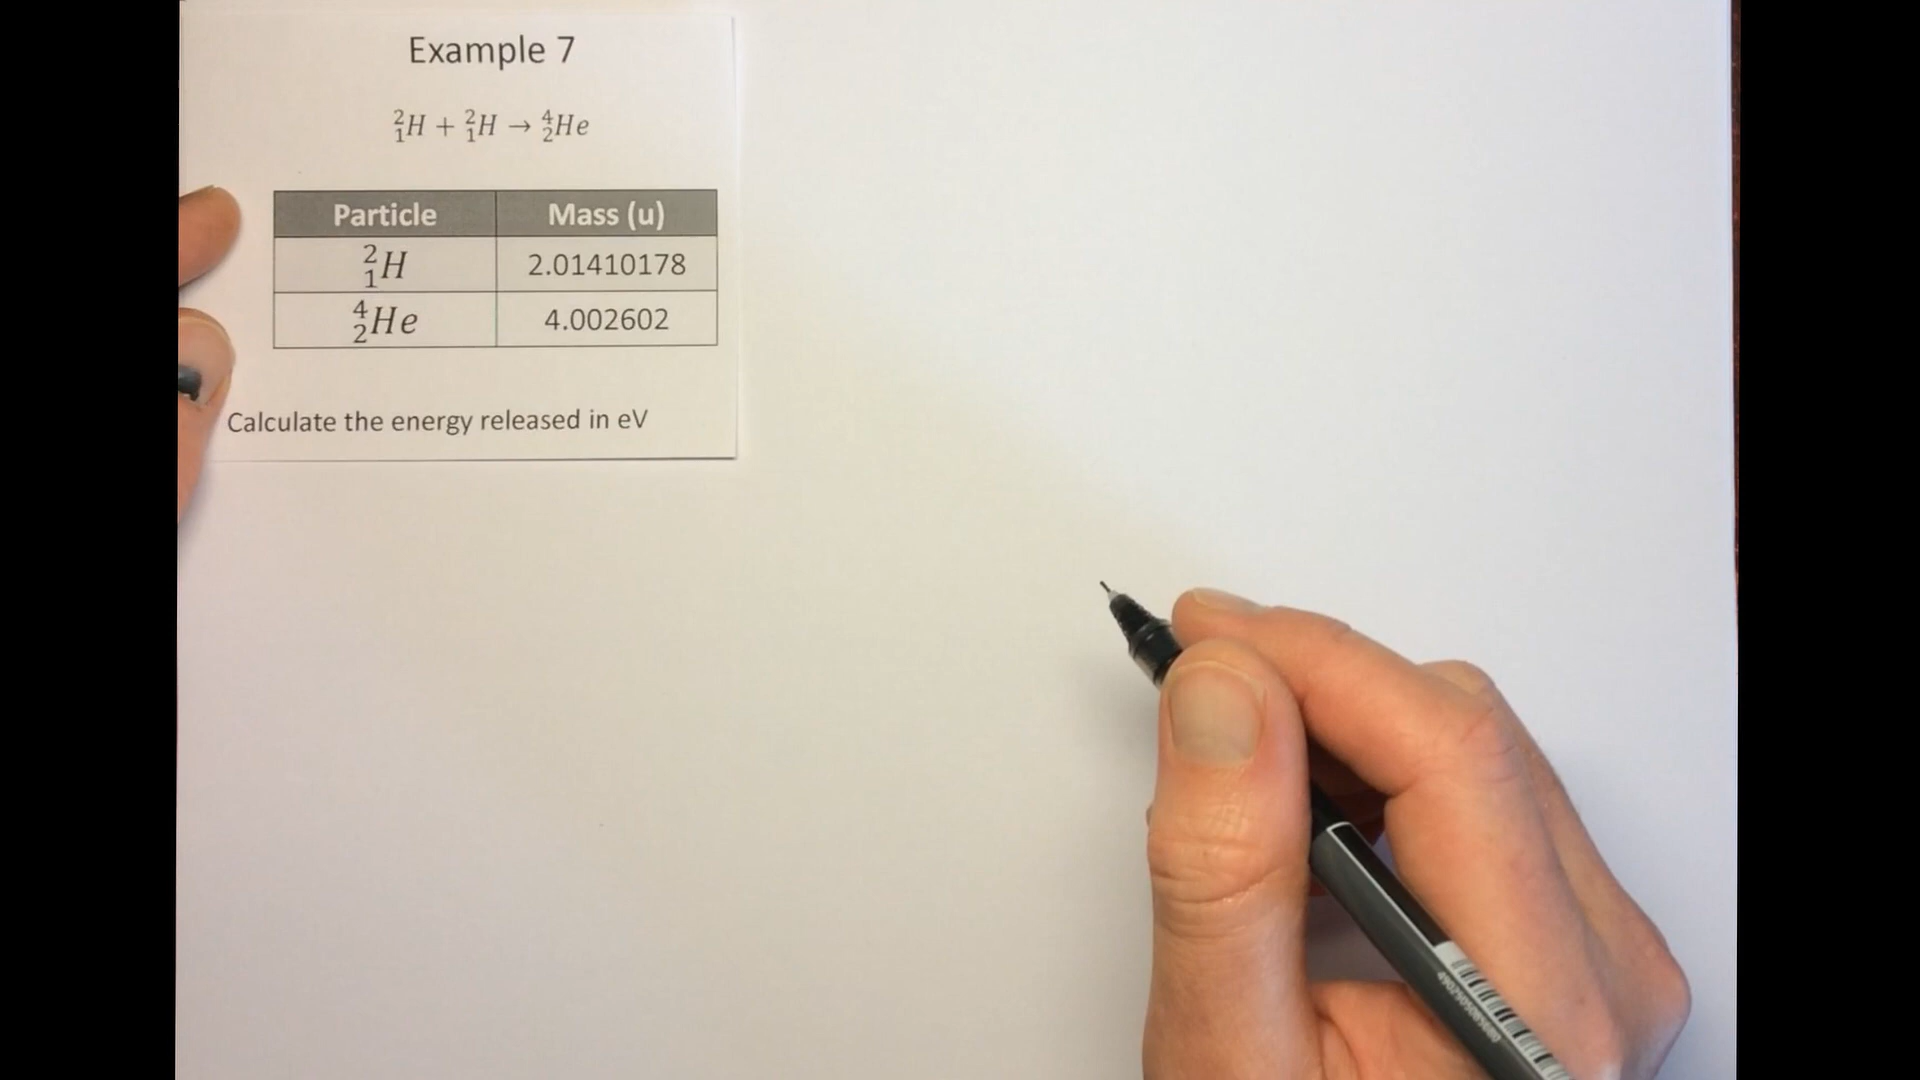 Example 7
²₁H + ²₁H → ⁴₂He
Particle Mass (u)
²₁H 2.01410178
⁴₂He 4.002602
Calculate the energy released in eV